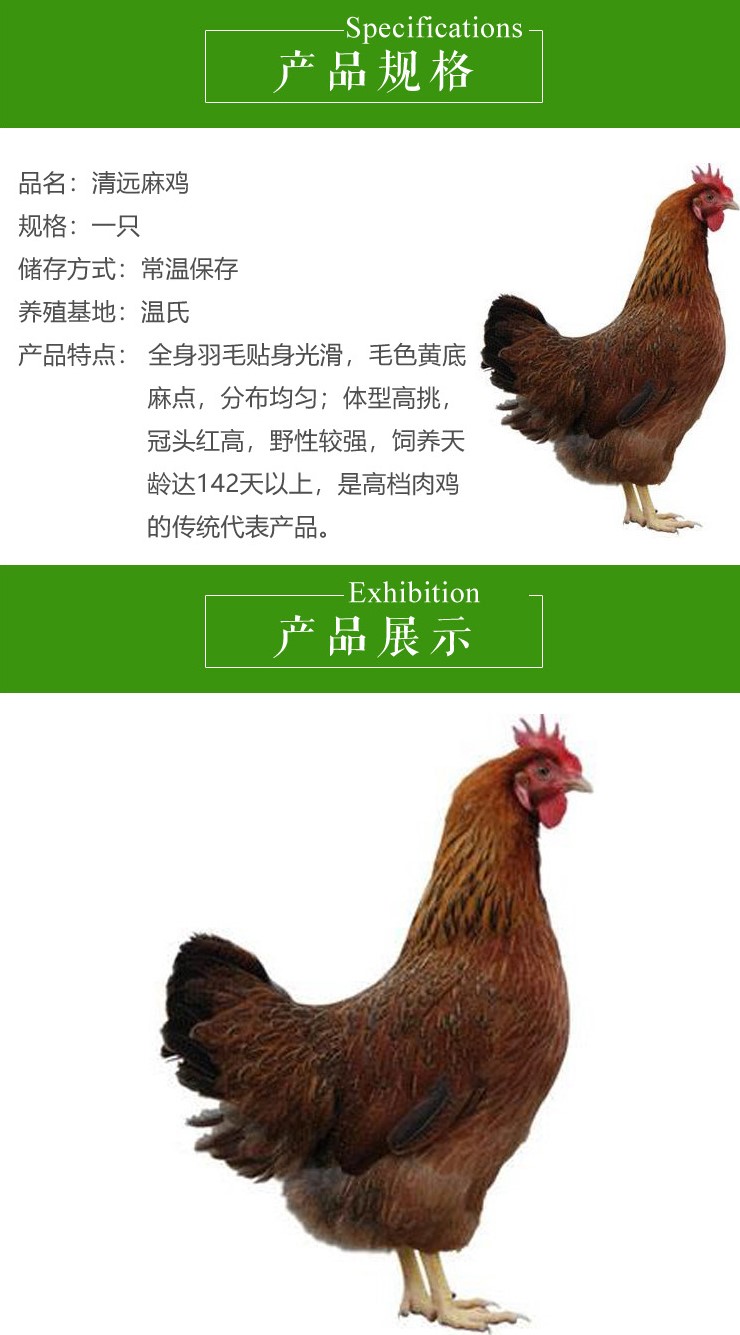 Specifications
产品规格
品名：清远麻鸡
规格：一只
储存方式：常温保存
养殖基地：温氏
产品特点： 全身羽毛贴身光滑，毛色黄底
麻点，分布均匀；体型高挑，
冠头红高，野性较强，饲养天
龄达142天以上，是高档肉鸡
的传统代表产品。
Exhibition
产品展示